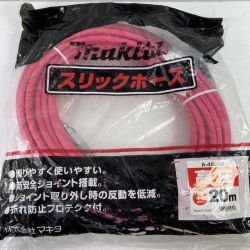 makita
スリックホース
●滑りやすく使いやすい。
●新安全ジョイント搭載。
●ジョイント取り外し時の反動を低減。
●折れ防止プロテクタ付。
株式会社マキタ
高圧
20m